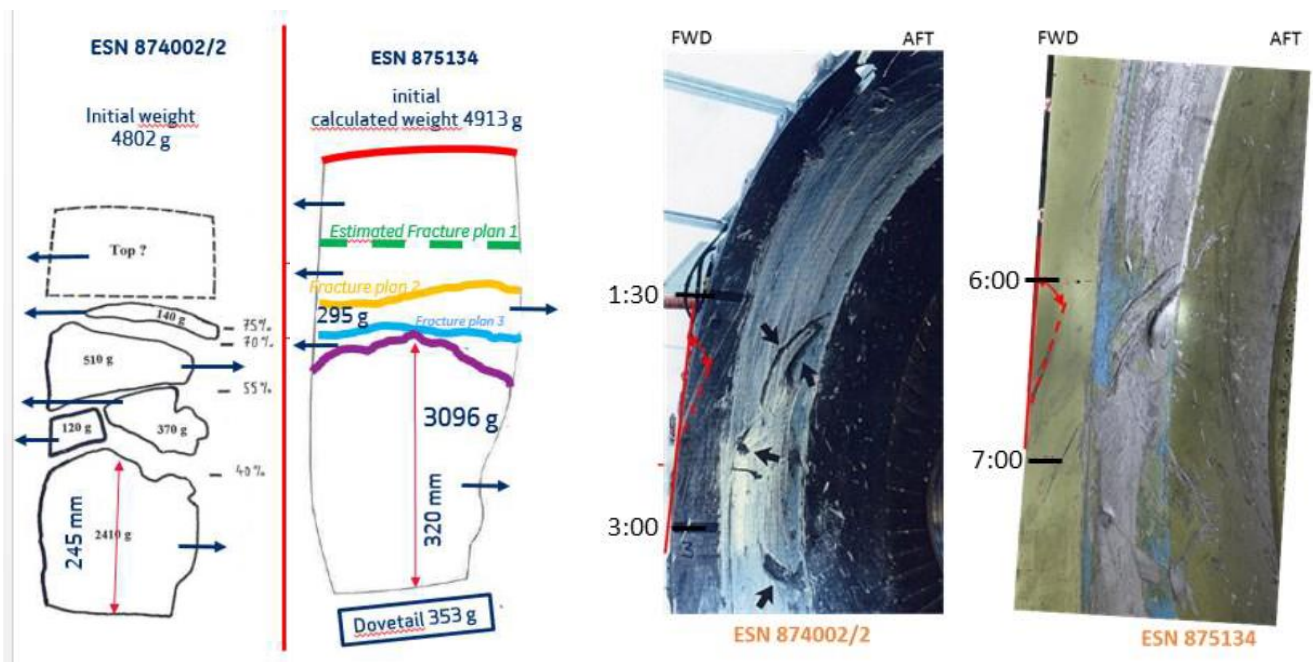 ESN 874002/2
Initial weight
4802 g
Top ?
140 g
75%
70%
510 g
55%
120 g
370 g
40%
245 mm
2410 g
ESN 875134
initial
calculated weight 4913 g
Estimated Fracture plan 1
Fracture plan 2
295 g
Fracture plan 3
3096 g
320 mm
Dovetail 353 g
FWD
AFT
1:30
3:00
ESN 874002/2
FWD
AFT
6:00
7:00
ESN 875134